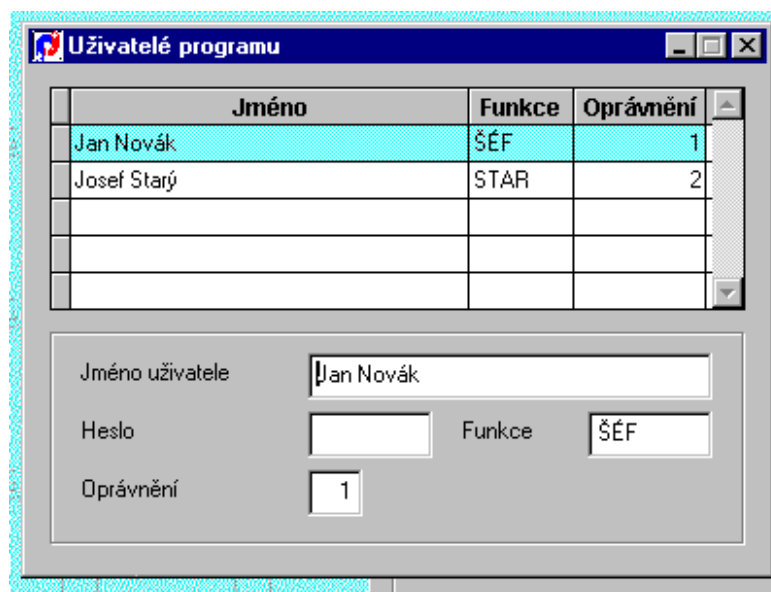 Uživatelé programu
Jméno Funkce Oprávnění
Jan Novák ŠÉF 1
Josef Starý STAR 2
Jméno uživatele Jan Novák
Heslo Funkce ŠÉF
Oprávnění 1